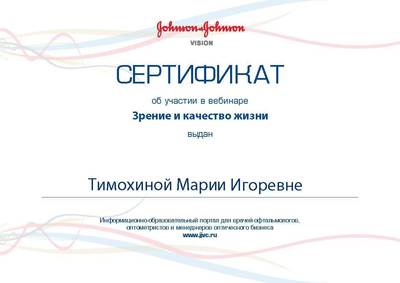 Johnson&Johnson
VISION
СЕРТИФИКАТ
об участии в вебинаре
Зрение и качество жизни
выдан
Тимохиной Марии Игоревне
Информационно-образовательный портал для врачей офтальмологов,
оптометристов и менеджеров оптического бизнеса
www.jjvc.ru